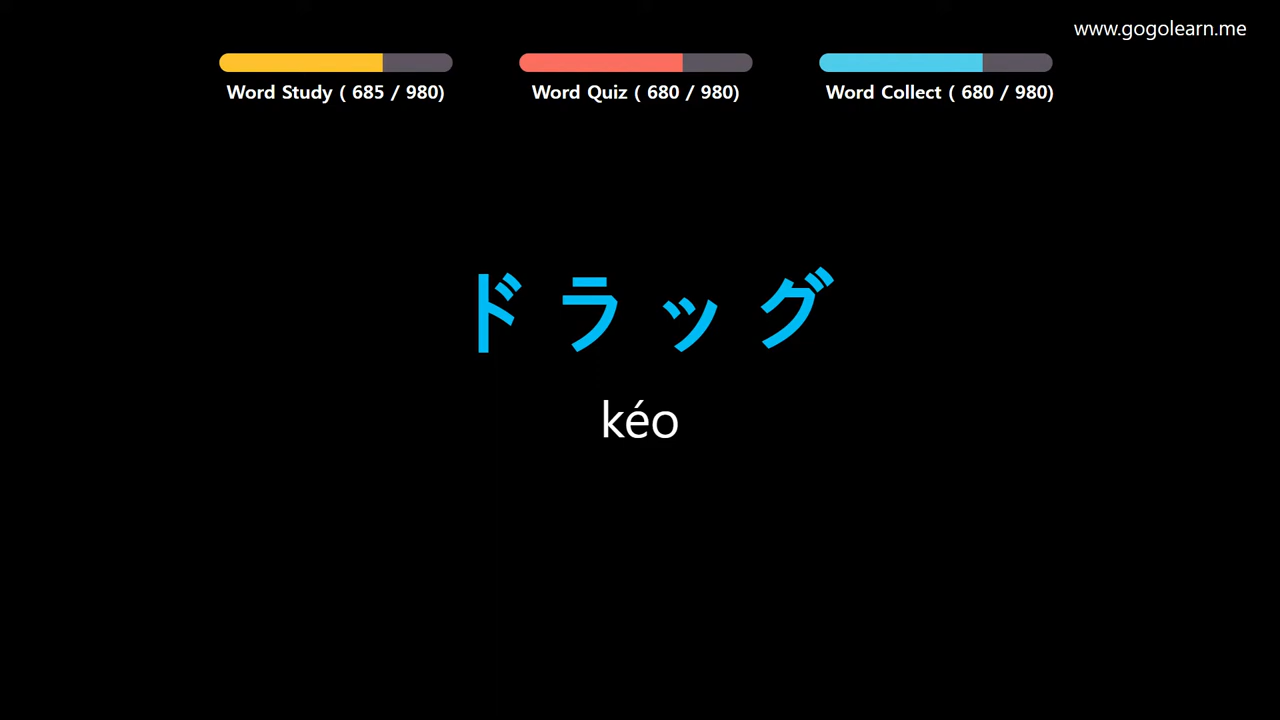 www.gogolearn.me
Word Study ( 685 / 980)
Word Quiz ( 680 / 980)
Word Collect ( 680 / 980)
ドラッグ
kéo